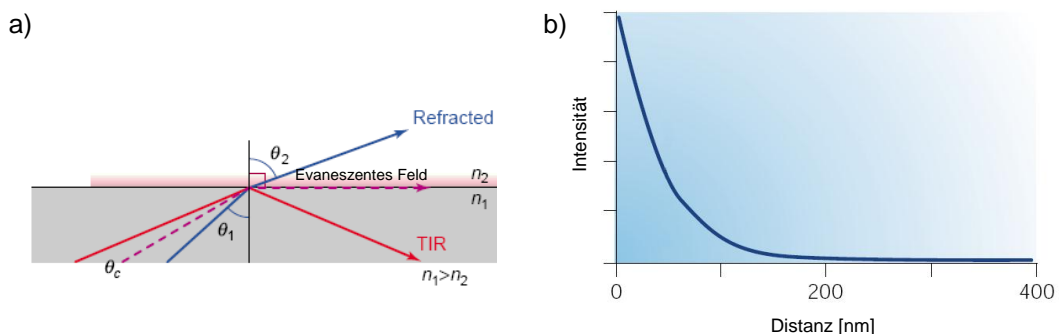 a)
Refracted
θ2
Evaneszentes Feld
n2
n1
θ1
TIR
θc
n1>n2
b)
Intensität
0
200
400
Distanz [nm]